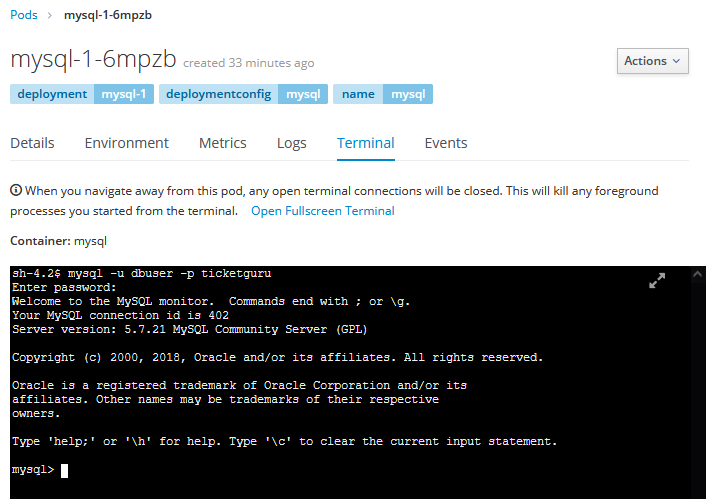 Pods › mysql-1-6mpzb
mysql-1-6mpzb created 33 minutes ago
Actions
deployment mysql-1 deploymentconfig mysql name mysql
Details Environment Metrics Logs Terminal Events
When you navigate away from this pod, any open terminal connections will be closed. This will kill any foreground
processes you started from the terminal. Open Fullscreen Terminal
Container: mysql
sh-4.2$ mysql -u dbuser -p ticketguru
Enter password:
Welcome to the MySQL monitor.  Commands end with ; or \g.
Your MySQL connection id is 402
Server version: 5.7.21 MySQL Community Server (GPL)
Copyright (c) 2000, 2018, Oracle and/or its affiliates. All rights reserved.
Oracle is a registered trademark of Oracle Corporation and/or its
affiliates. Other names may be trademarks of their respective
owners.
Type 'help;' or '\h' for help. Type '\c' to clear the current input statement.
mysql>